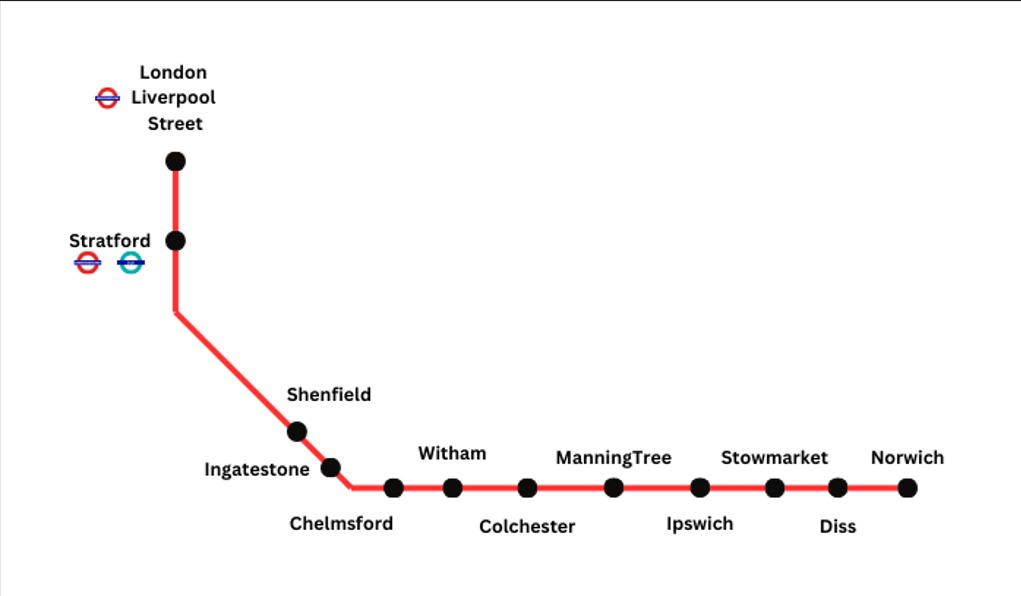 London
Liverpool
Street
Stratford
Shenfield
Ingatestone
Witham
ManningTree
Stowmarket
Norwich
Chelmsford
Colchester
Ipswich
Diss